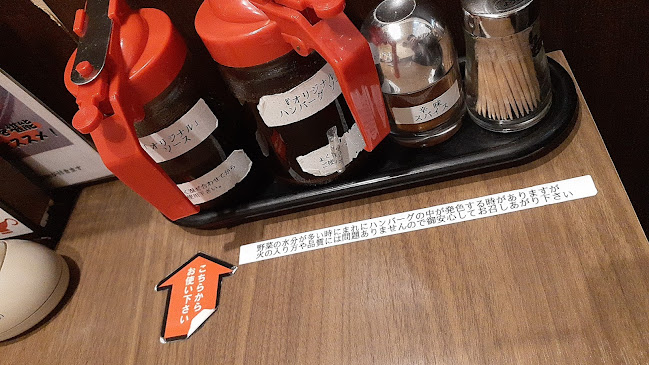 『オリジナル』
ソース
『オリジナル』
ハンバーグソ
辛味
スパイス
野菜の水分が多い時にまれにハンバーグの中が発色する時がありますが
火の入り方や品質には問題ありませんので御安心してお召しあがり下さい
こちらから
お使い下さい